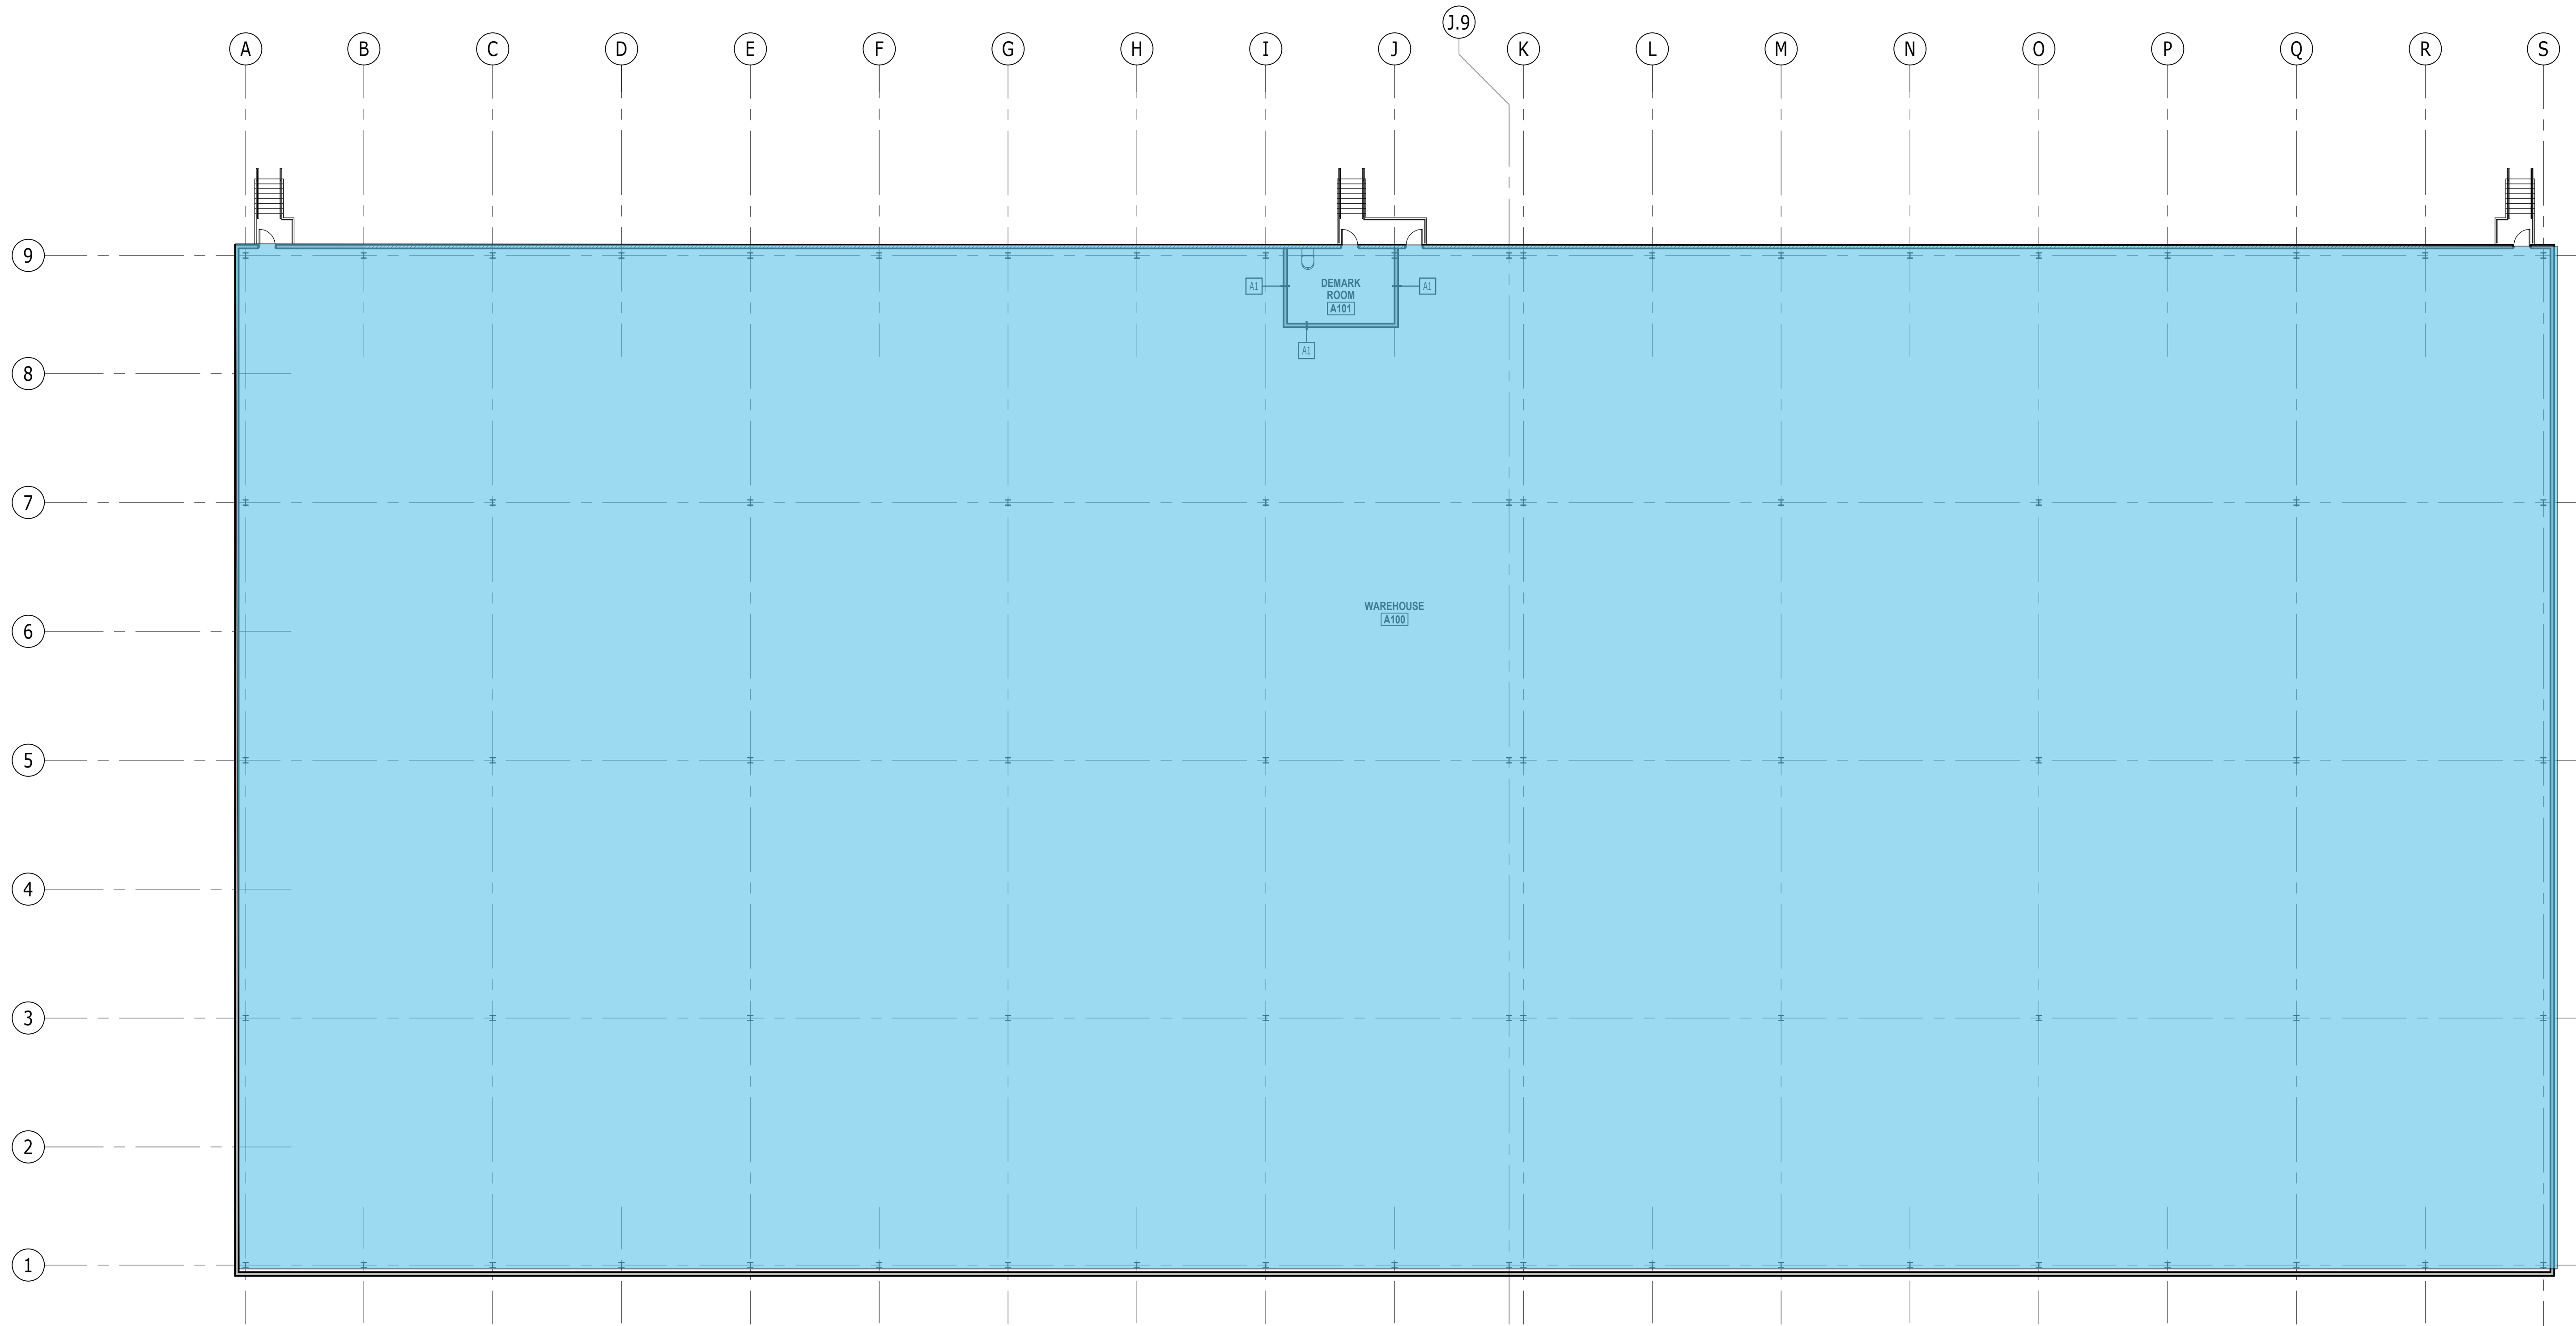 J.9
A B C D E F G H I J K L M N O P Q R S
9
DEMARK
ROOM
A101
A1
A1
A1
8
7
WAREHOUSE
A100
6
5
4
3
2
1